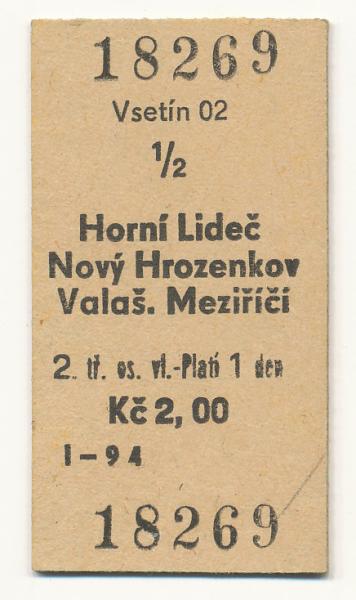 18269
Vsetín 02
1/2
Horní Lideč
Nový Hrozenkov
Valaš. Meziříčí
2. tř. os. vl.-Platí 1 den
Kč 2,00
I-94
18269